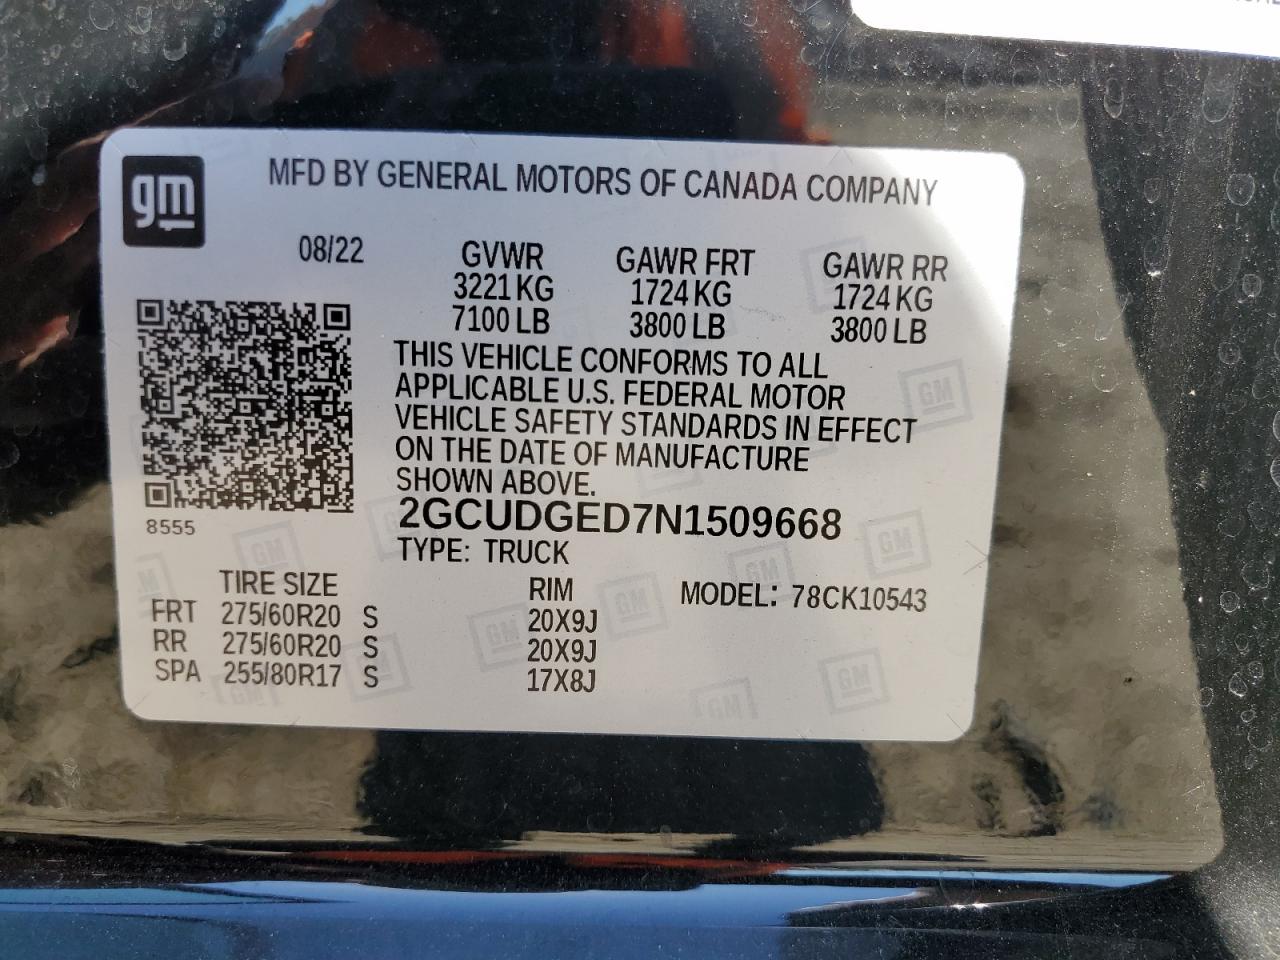 gm
MFD BY GENERAL MOTORS OF CANADA COMPANY
08/22 GVWR GAWR FRT GAWR RR
3221 KG 1724 KG 1724 KG
7100 LB 3800 LB 3800 LB
THIS VEHICLE CONFORMS TO ALL
APPLICABLE U.S. FEDERAL MOTOR
VEHICLE SAFETY STANDARDS IN EFFECT
ON THE DATE OF MANUFACTURE
SHOWN ABOVE.
8555
2GCUDGED7N1509668
TYPE: TRUCK
TIRE SIZE RIM MODEL: 78CK10543
FRT 275/60R20 S 20X9J
RR 275/60R20 S 20X9J
SPA 255/80R17 S 17X8J